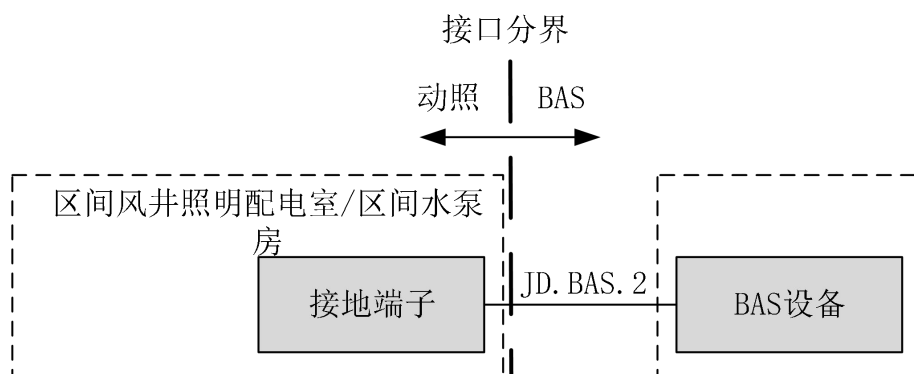 接口分界
动照
BAS
区间风井照明配电室/区间水泵
房
接地端子
JD.BAS.2
BAS设备